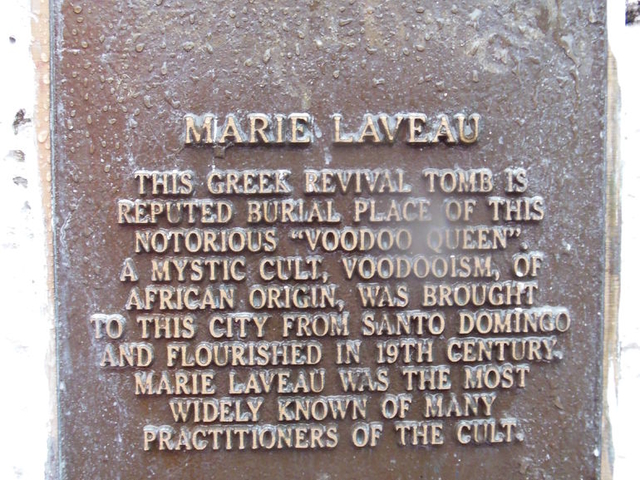 MARIE LAVEAU
THIS GREEK REVIVAL TOMB IS
REPUTED BURIAL PLACE OF THIS
NOTORIOUS "VOODOO QUEEN".
A MYSTIC CULT, VOODOOISM, OF
AFRICAN ORIGIN, WAS BROUGHT
TO THIS CITY FROM SANTO DOMINGO
AND FLOURISHED IN 19TH CENTURY.
MARIE LAVEAU WAS THE MOST
WIDELY KNOWN OF MANY
PRACTITIONERS OF THE CULT.